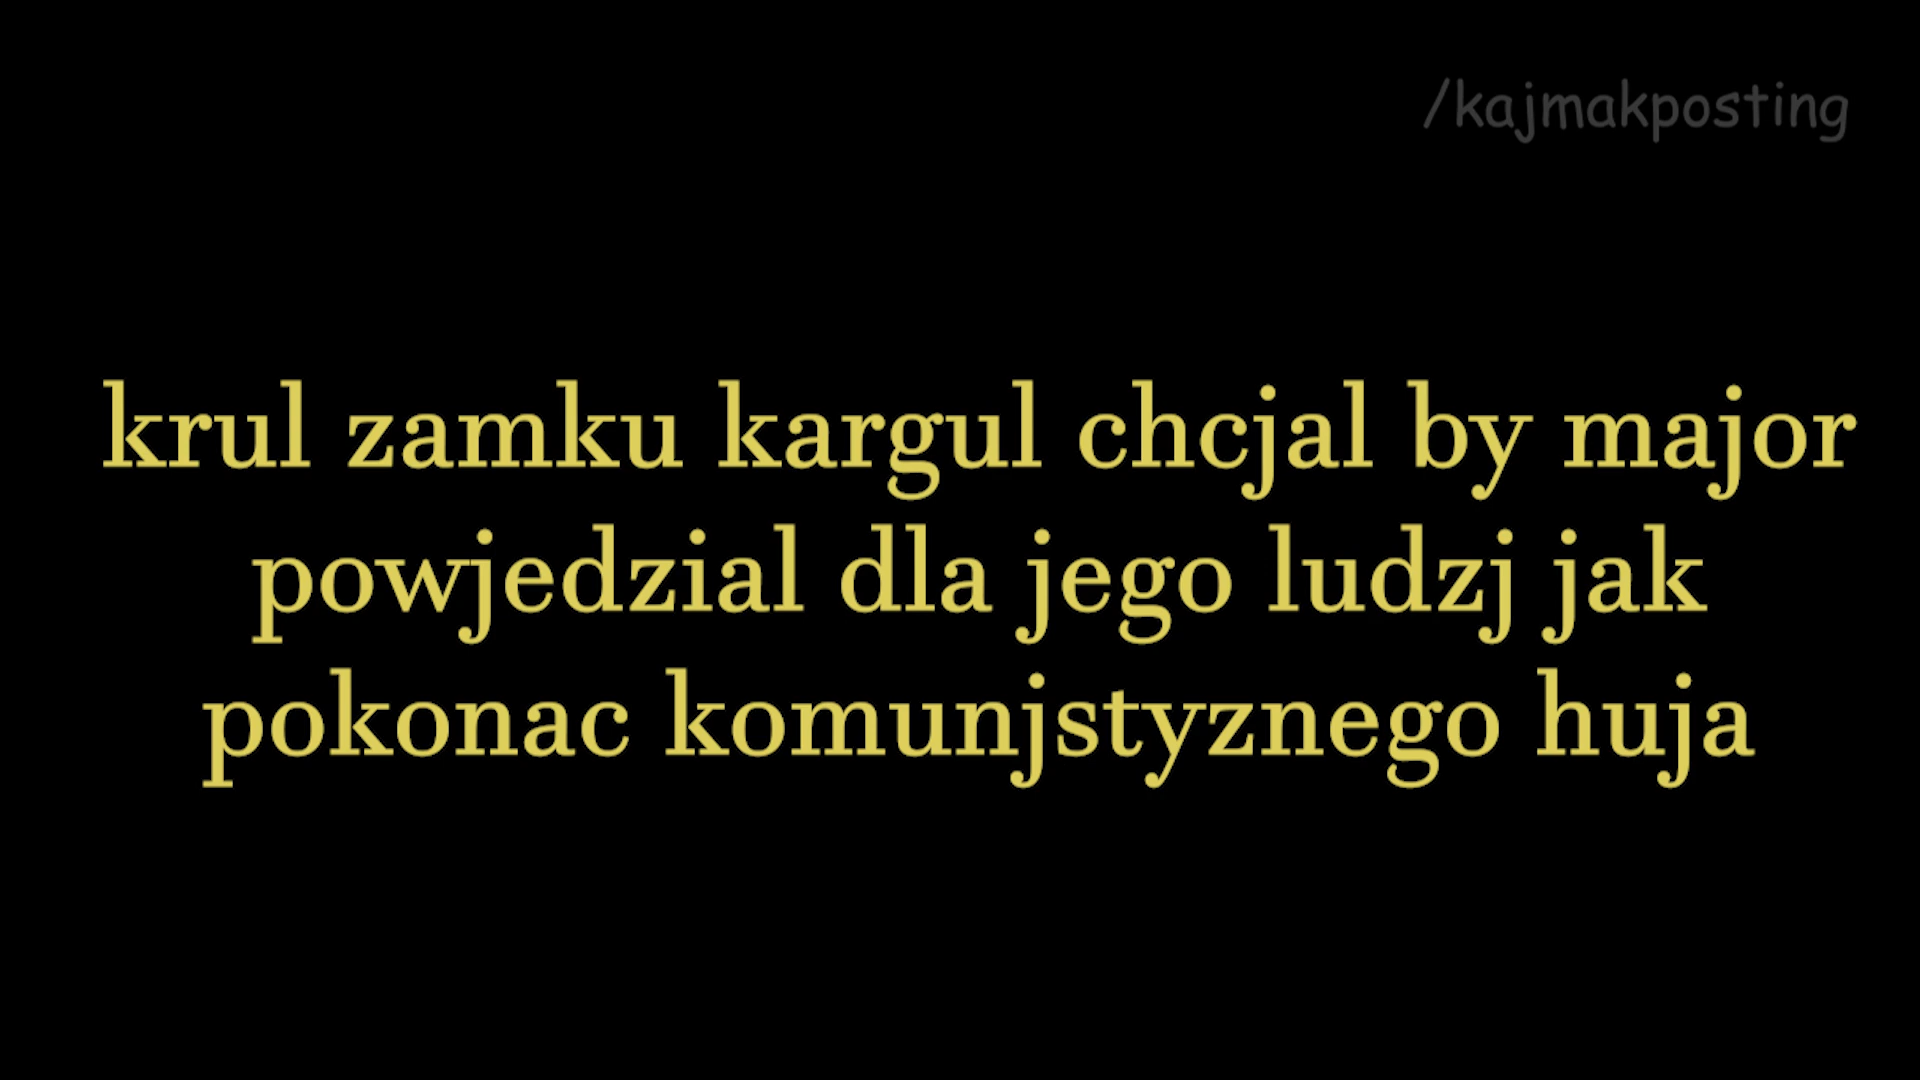 /kajmakposting
krul zamku kargul chcjal by major
powjedzial dla jego ludzj jak
pokonac komunjstyznego huja